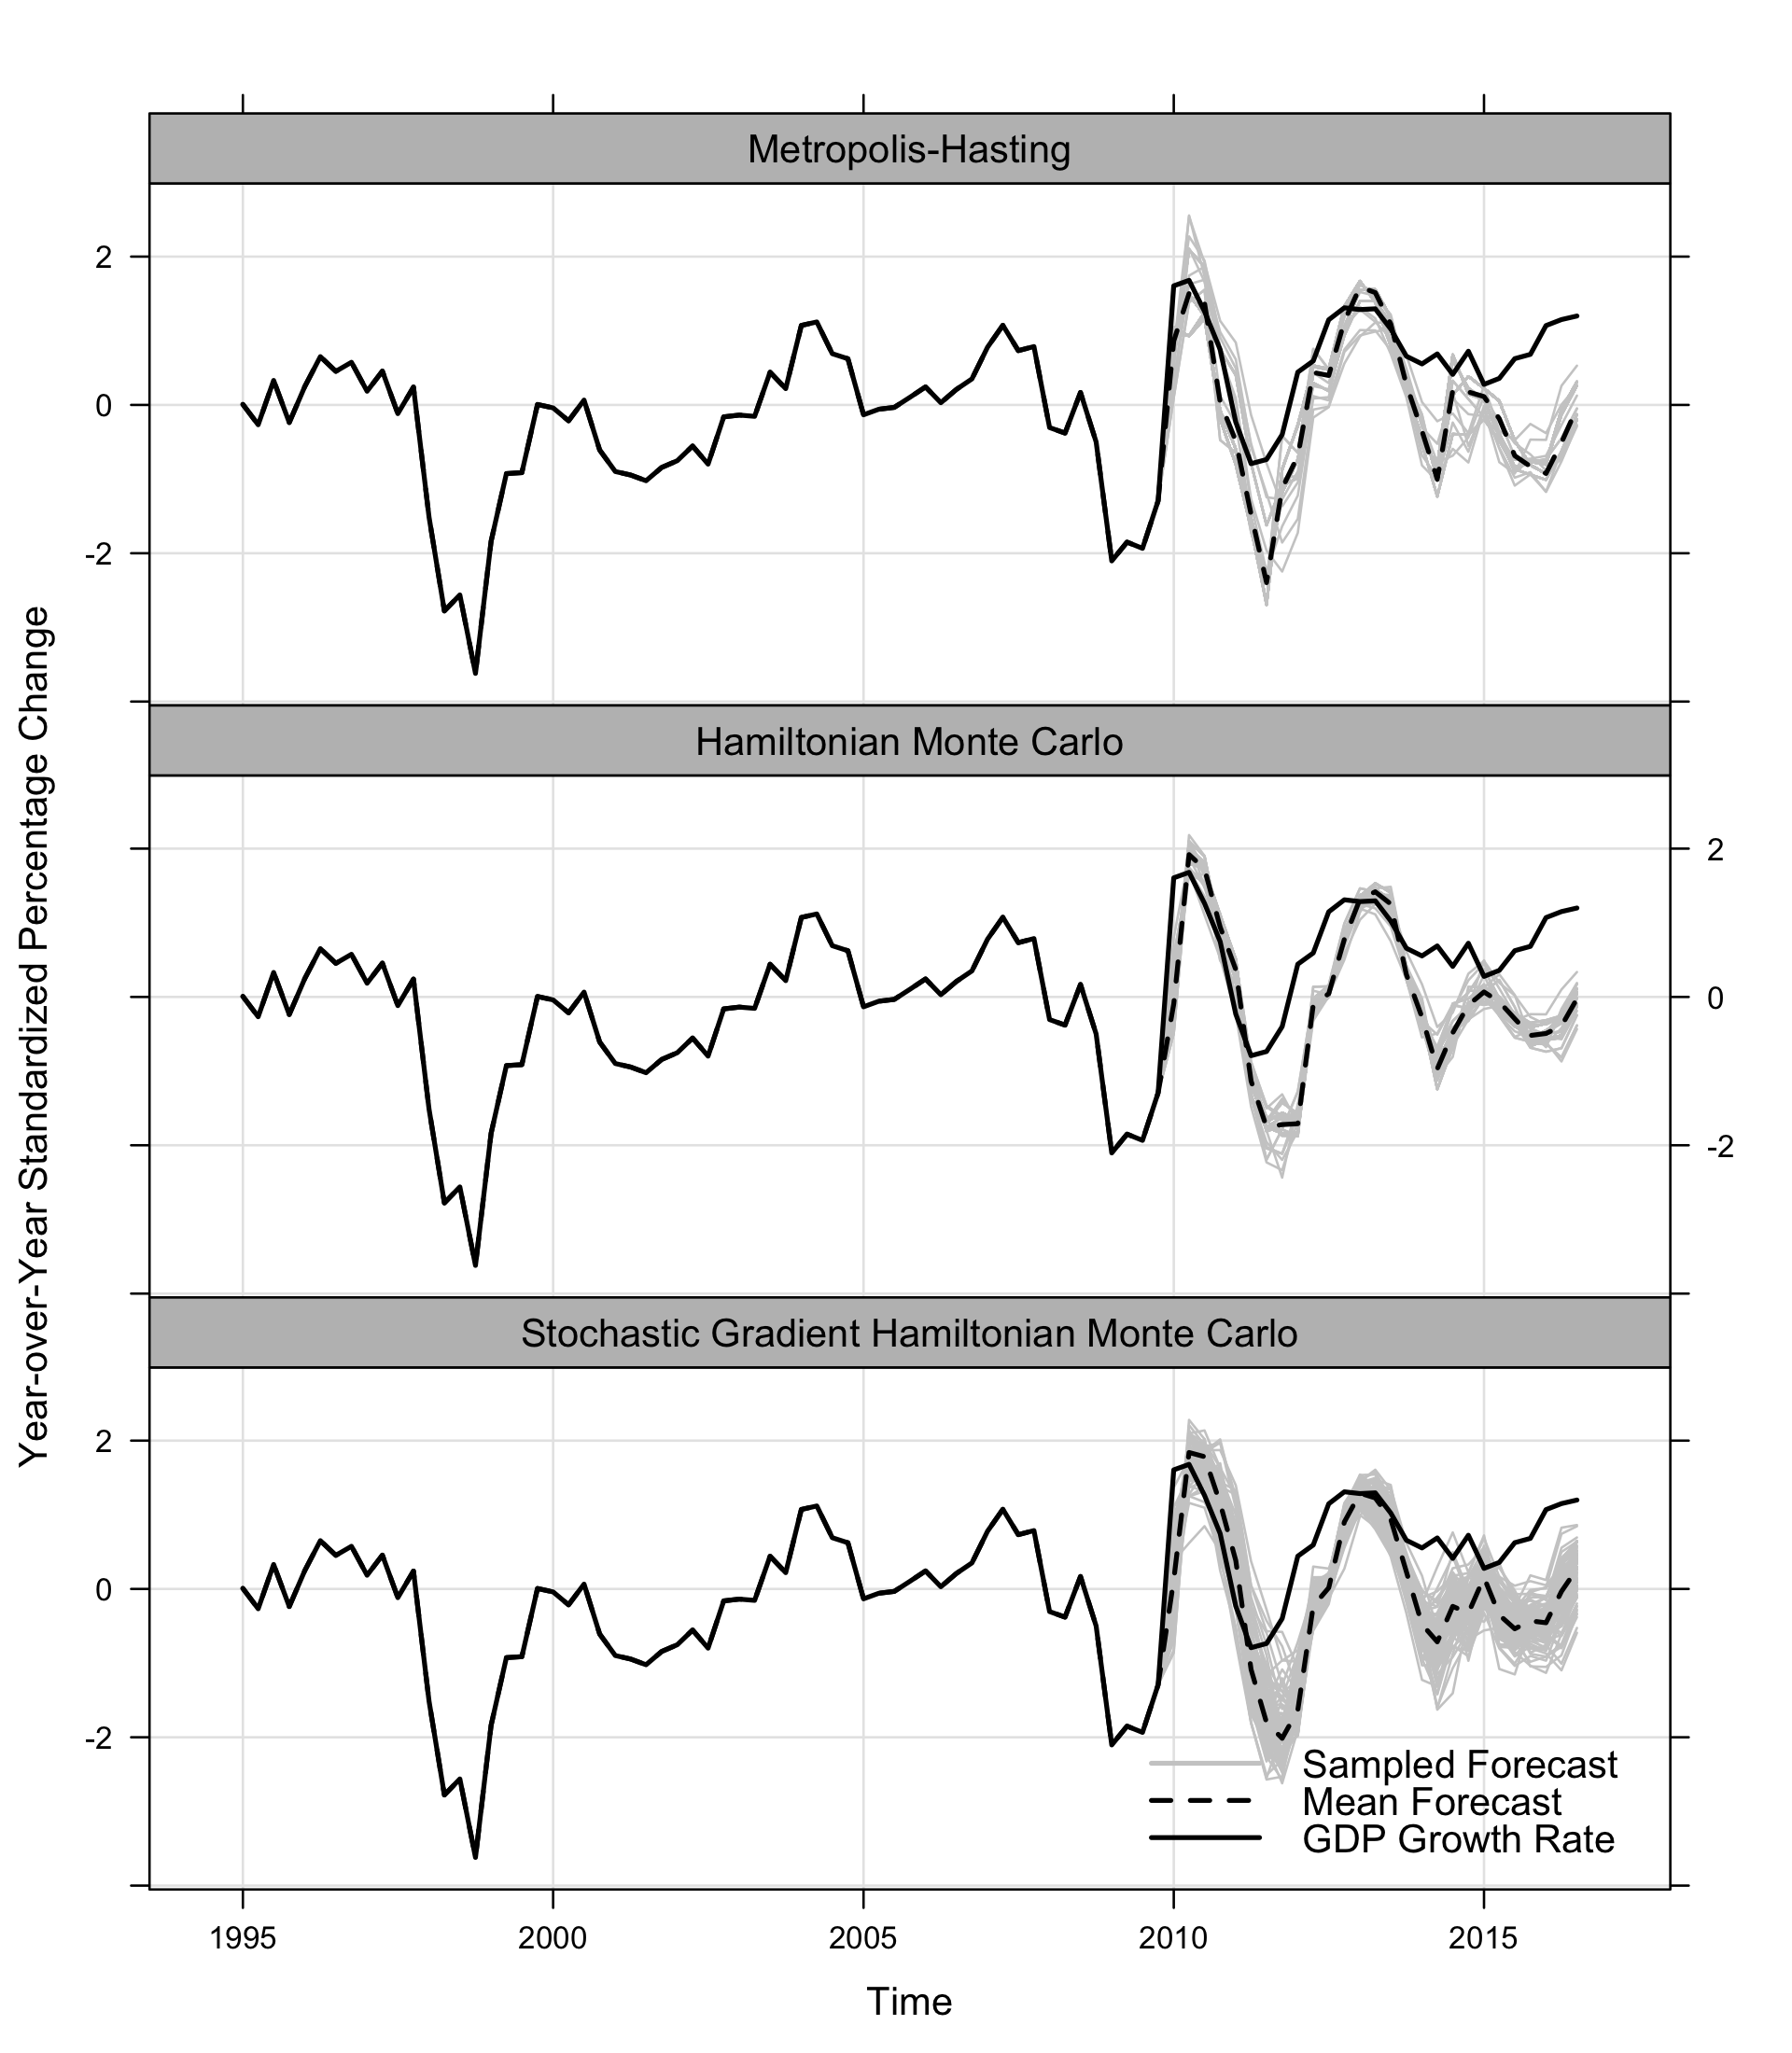 Metropolis-Hasting
2
0
-2
Hamiltonian Monte Carlo
2
0
-2
Year-over-Year Standardized Percentage Change
Stochastic Gradient Hamiltonian Monte Carlo
2
0
-2
Sampled Forecast
Mean Forecast
GDP Growth Rate
1995 2000 2005 2010 2015
Time